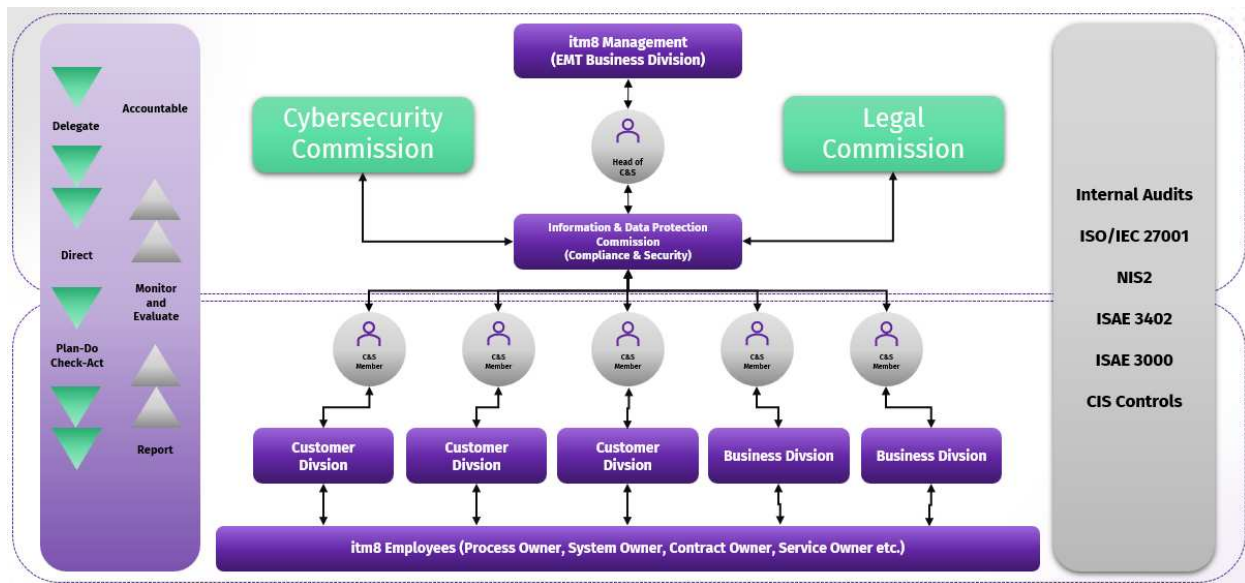 itm8 Management
(EMT Business Division)
Cybersecurity
Commission
Legal
Commission
Head of
C&S
Information & Data Protection
Commission
(Compliance & Security)
Accountable
Delegate
Direct
Monitor
and
Evaluate
Plan-Do
Check-Act
Report
C&S
Member
C&S
Member
C&S
Member
C&S
Member
C&S
Member
Customer
Divsion
Customer
Divsion
Customer
Divsion
Business Divsion
Business Divsion
itm8 Employees (Process Owner, System Owner, Contract Owner, Service Owner etc.)
Internal Audits
ISO/IEC 27001
NIS2
ISAE 3402
ISAE 3000
CIS Controls